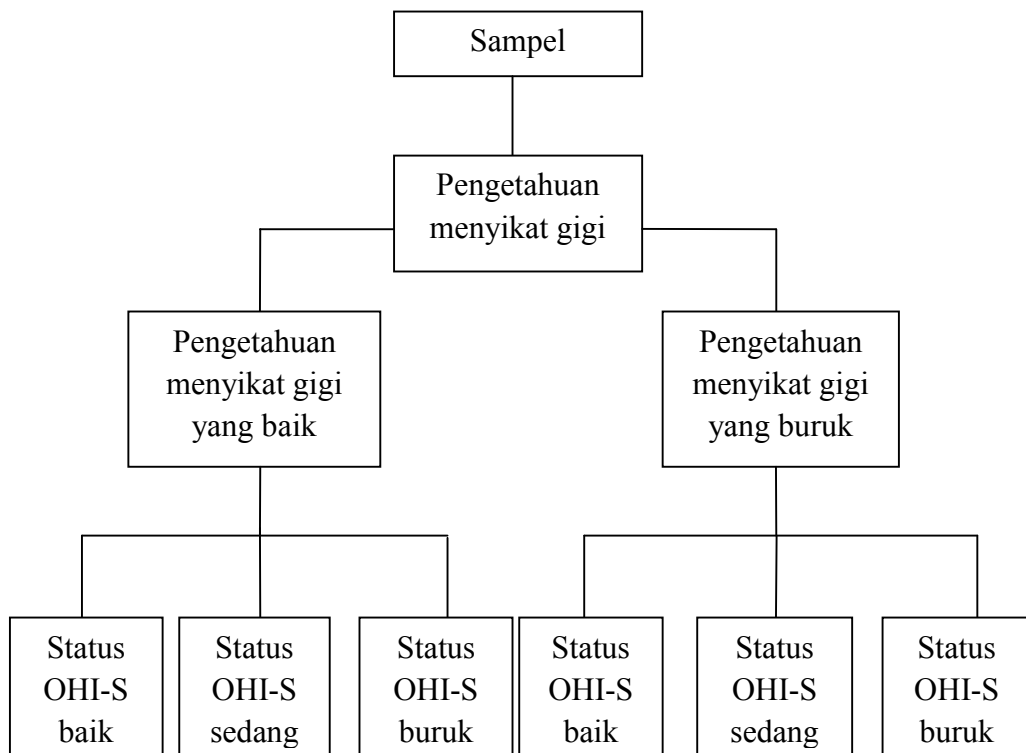 Sampel
Pengetahuan
menyikat gigi
Pengetahuan
menyikat gigi
yang baik
Pengetahuan
menyikat gigi
yang buruk
Status
OHI-S
baik
Status
OHI-S
sedang
Status
OHI-S
buruk
Status
OHI-S
baik
Status
OHI-S
sedang
Status
OHI-S
buruk